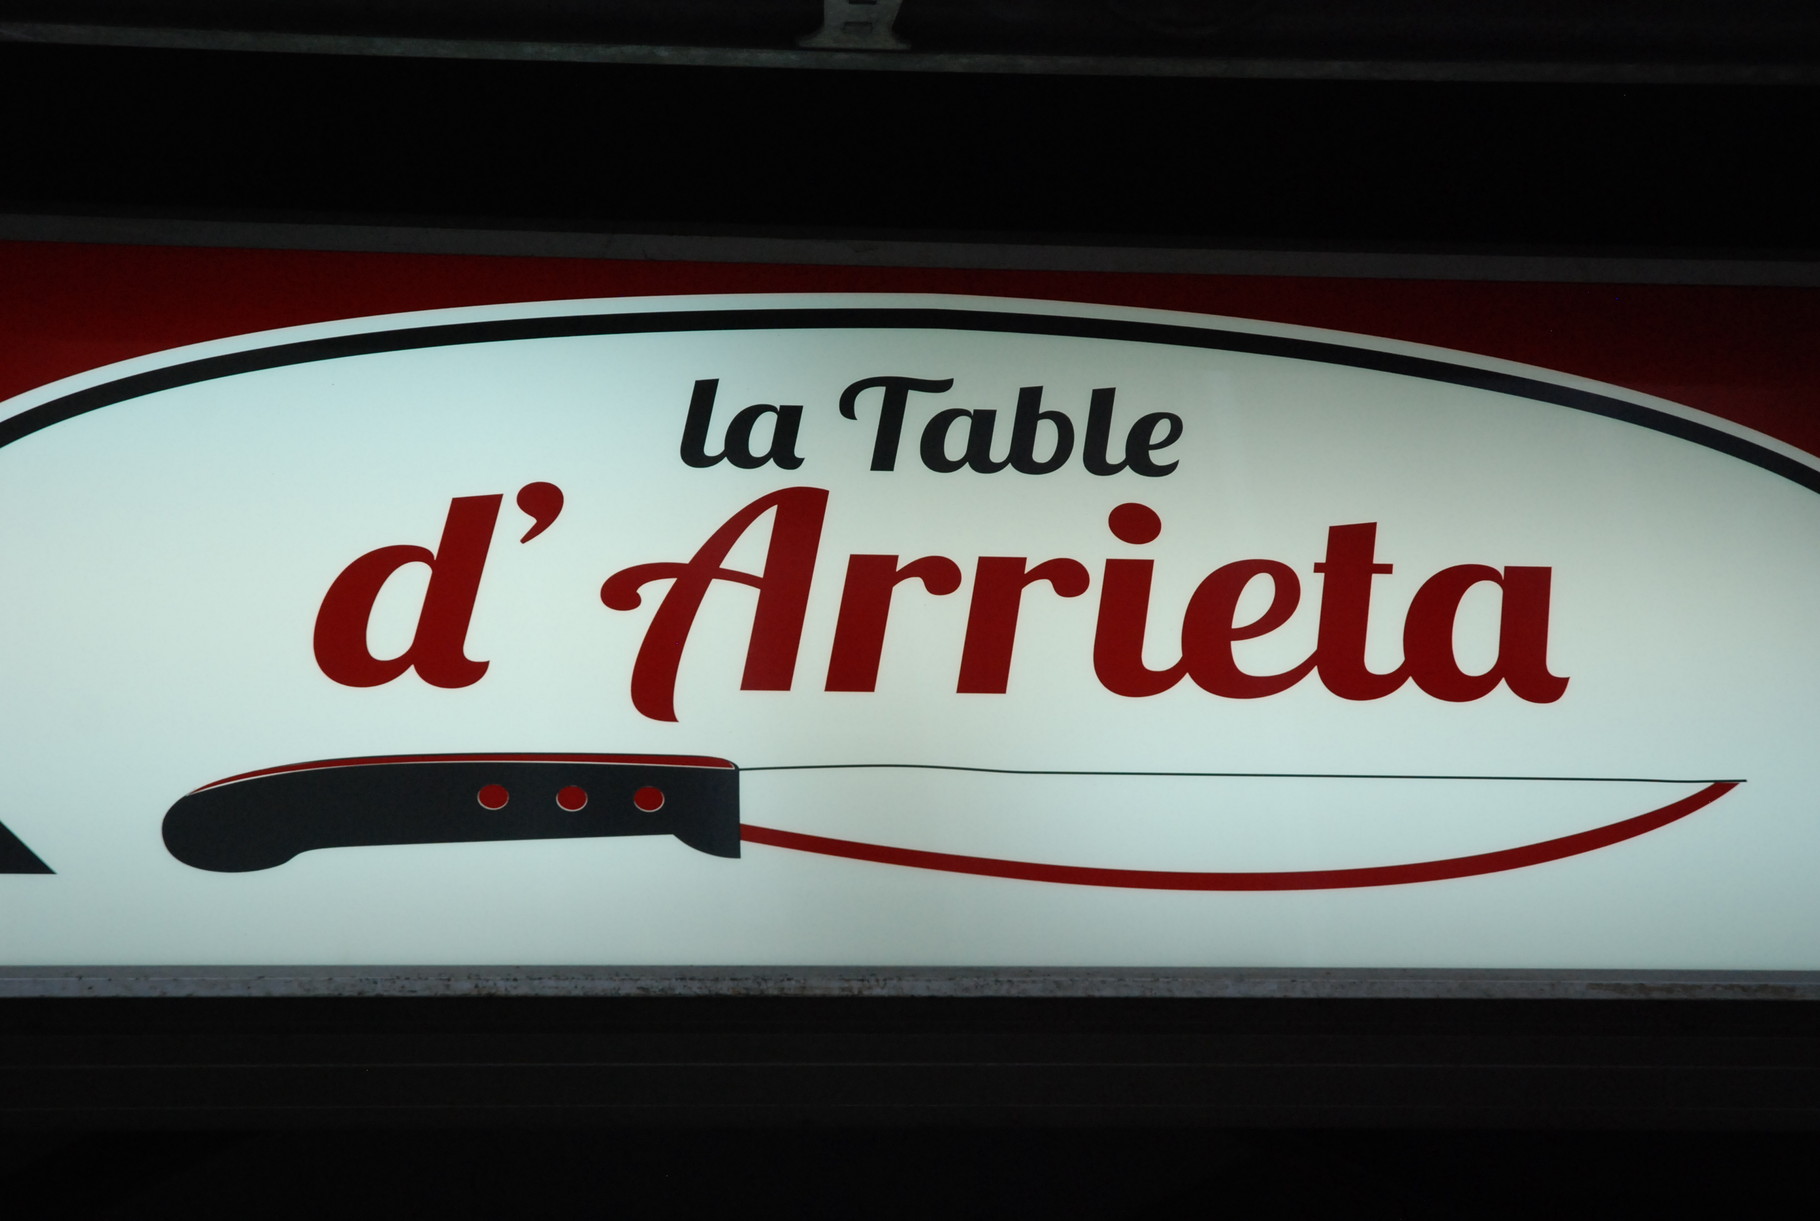 la Table
d' Arrieta